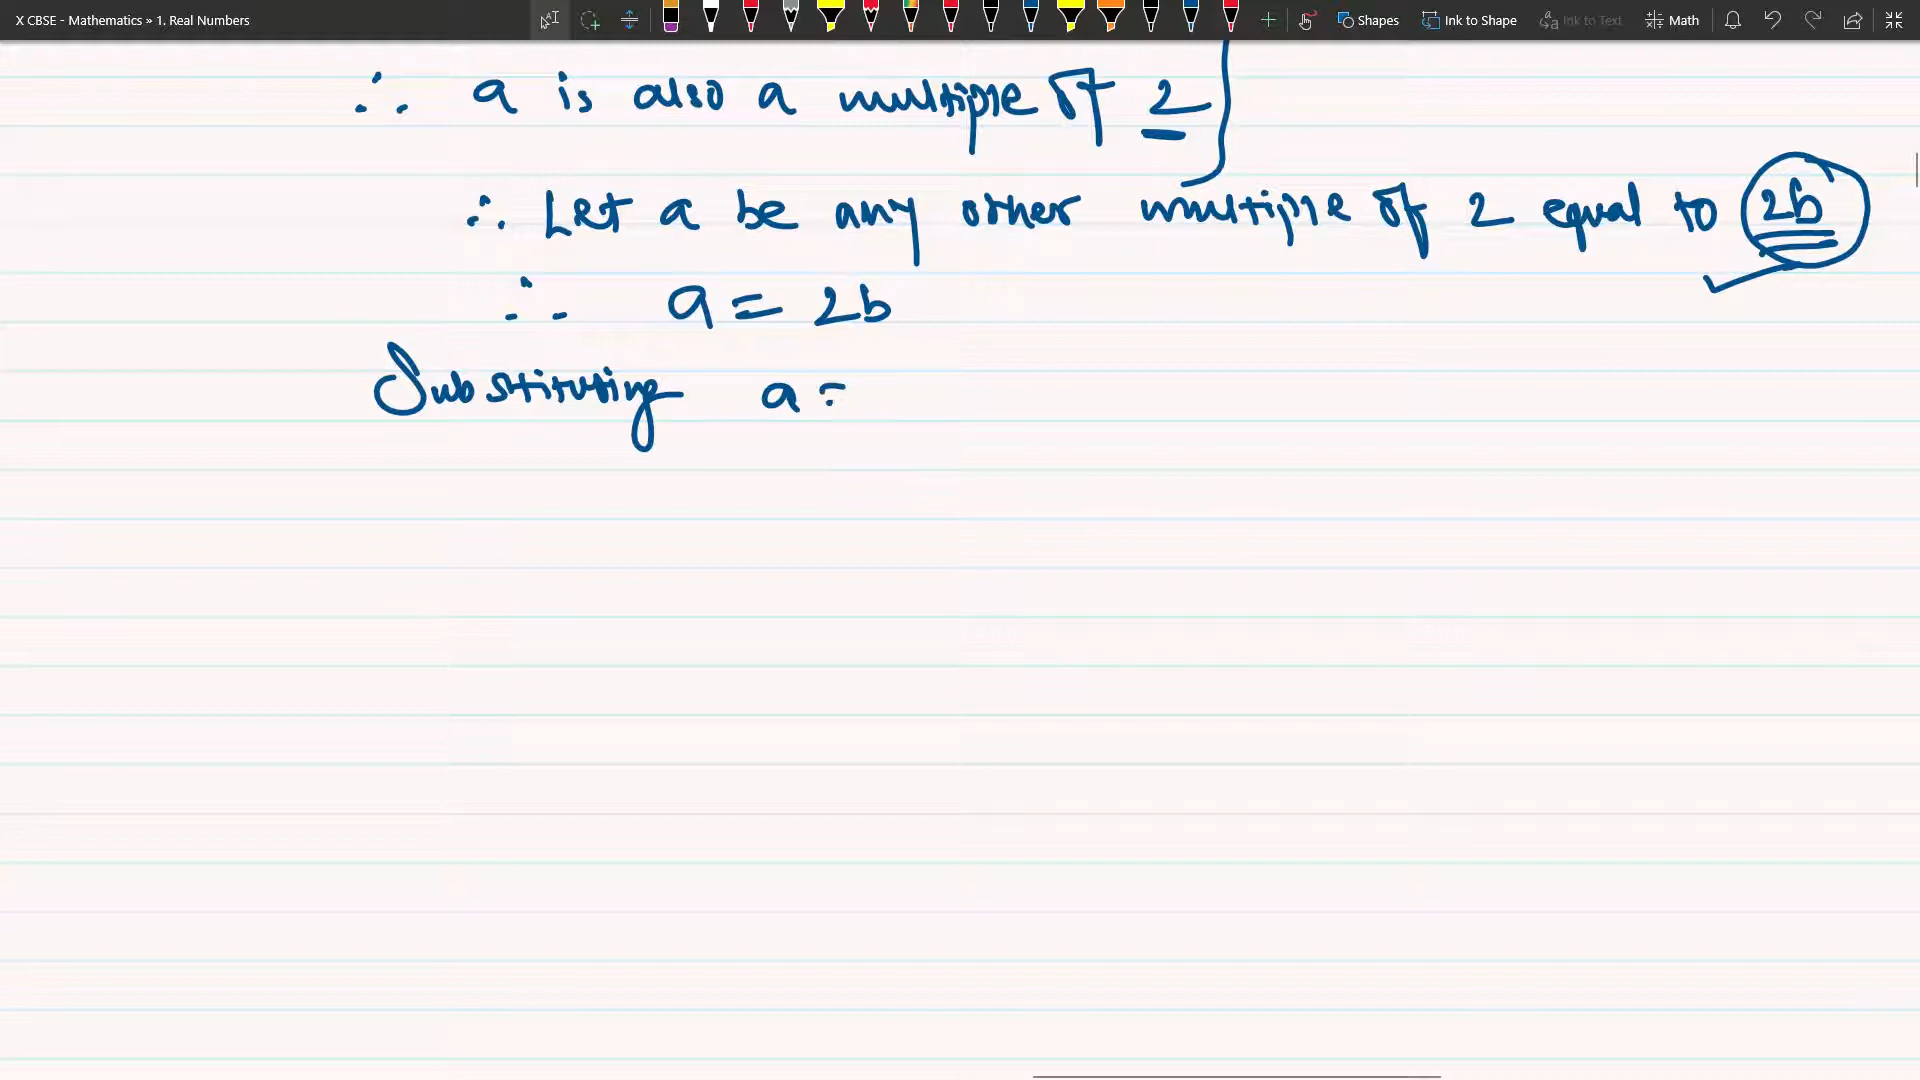 X CBSE - Mathematics » 1. Real Numbers Shapes Ink to Shape Ink to Text Math
∴ a is also a multiple of 2
∴ Let a be any other multiple of 2 equal to 2b
∴ a = 2b
Substituting a =